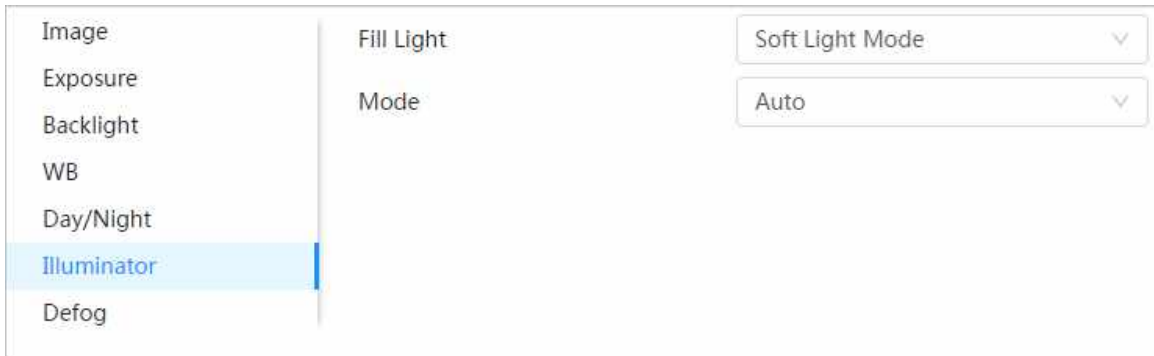 Image
Exposure
Backlight
WB
Day/Night
Illuminator
Defog
Fill Light
Soft Light Mode
Mode
Auto